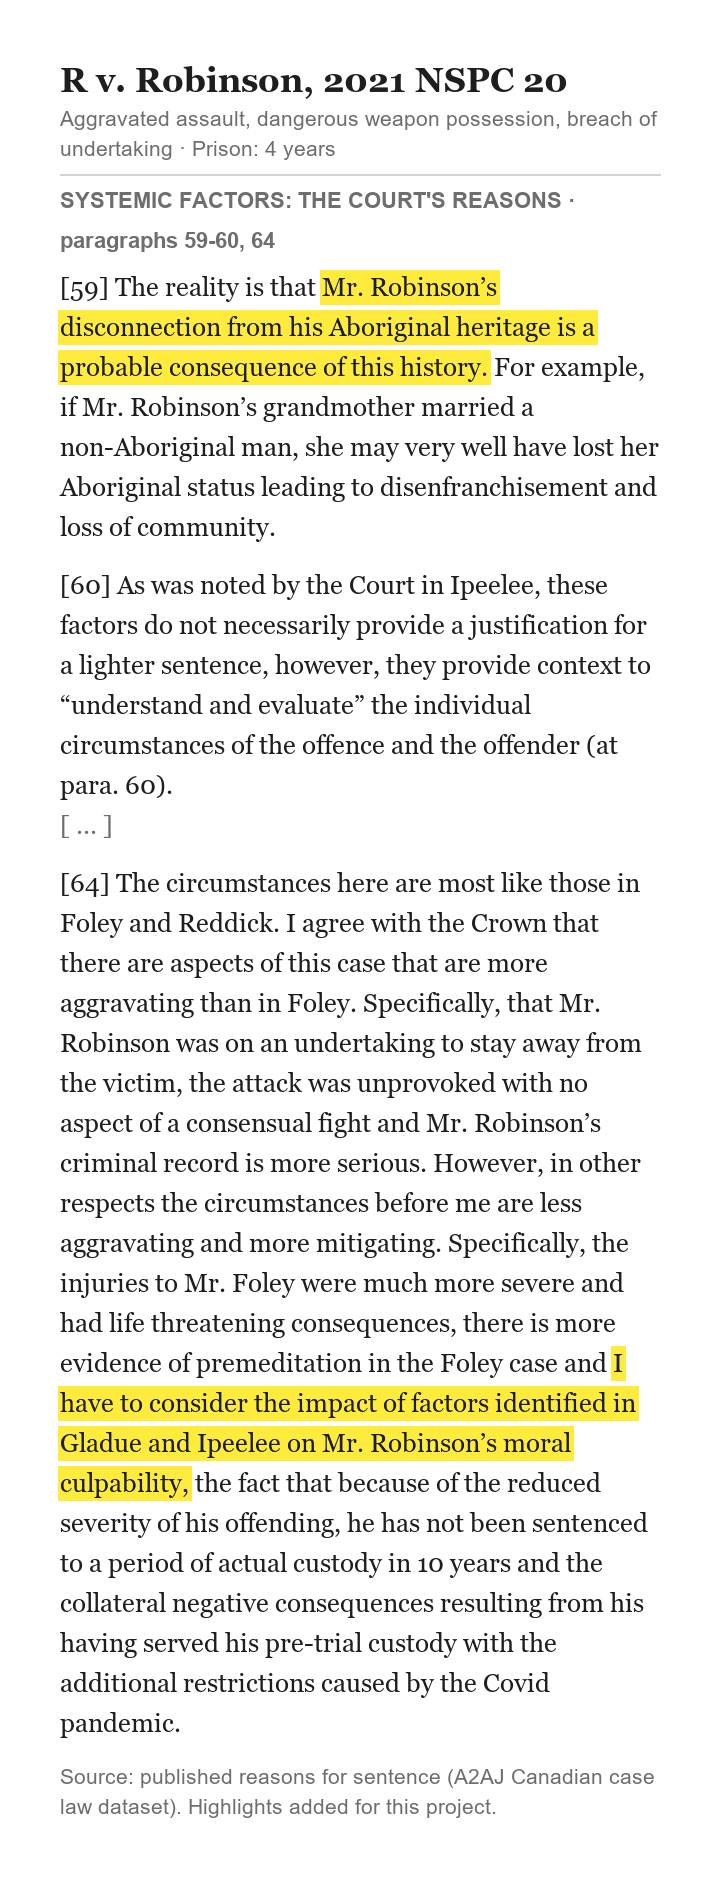 R v. Robinson, 2021 NSPC 20
Aggravated assault, dangerous weapon possession, breach of
undertaking · Prison: 4 years
SYSTEMIC FACTORS: THE COURT'S REASONS ·
paragraphs 59-60, 64
[59] The reality is that Mr. Robinson’s
disconnection from his Aboriginal heritage is a
probable consequence of this history. For example,
if Mr. Robinson’s grandmother married a
non-Aboriginal man, she may very well have lost her
Aboriginal status leading to disenfranchisement and
loss of community.
[60] As was noted by the Court in Ipeelee, these
factors do not necessarily provide a justification for
a lighter sentence, however, they provide context to
“understand and evaluate” the individual
circumstances of the offence and the offender (at
para. 60).
[ ... ]
[64] The circumstances here are most like those in
Foley and Reddick. I agree with the Crown that
there are aspects of this case that are more
aggravating than in Foley. Specifically, that Mr.
Robinson was on an undertaking to stay away from
the victim, the attack was unprovoked with no
aspect of a consensual fight and Mr. Robinson’s
criminal record is more serious. However, in other
respects the circumstances before me are less
aggravating and more mitigating. Specifically, the
injuries to Mr. Foley were much more severe and
had life threatening consequences, there is more
evidence of premeditation in the Foley case and I
have to consider the impact of factors identified in
Gladue and Ipeelee on Mr. Robinson’s moral
culpability, the fact that because of the reduced
severity of his offending, he has not been sentenced
to a period of actual custody in 10 years and the
collateral negative consequences resulting from his
having served his pre-trial custody with the
additional restrictions caused by the Covid
pandemic.
Source: published reasons for sentence (A2AJ Canadian case
law dataset). Highlights added for this project.